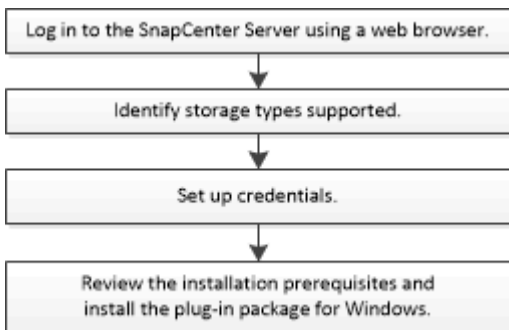 Log in to the SnapCenter Server using a web browser.
Identify storage types supported.
Set up credentials.
Review the installation prerequisites and
install the plug-in package for Windows.